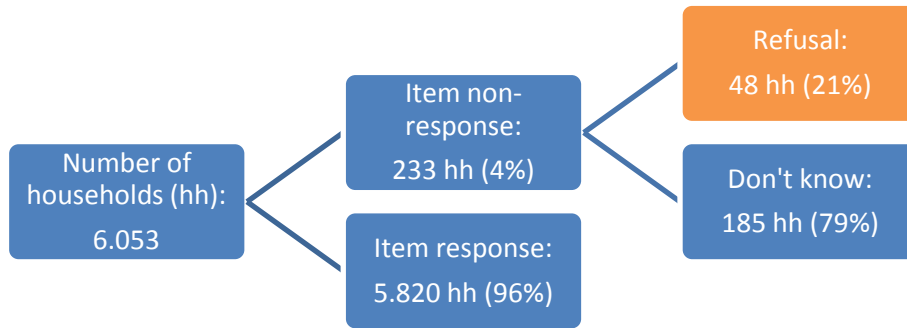 Number of
households (hh):
6.053
Item non-
response:
233 hh (4%)
Item response:
5.820 hh (96%)
Refusal:
48 hh (21%)
Don't know:
185 hh (79%)